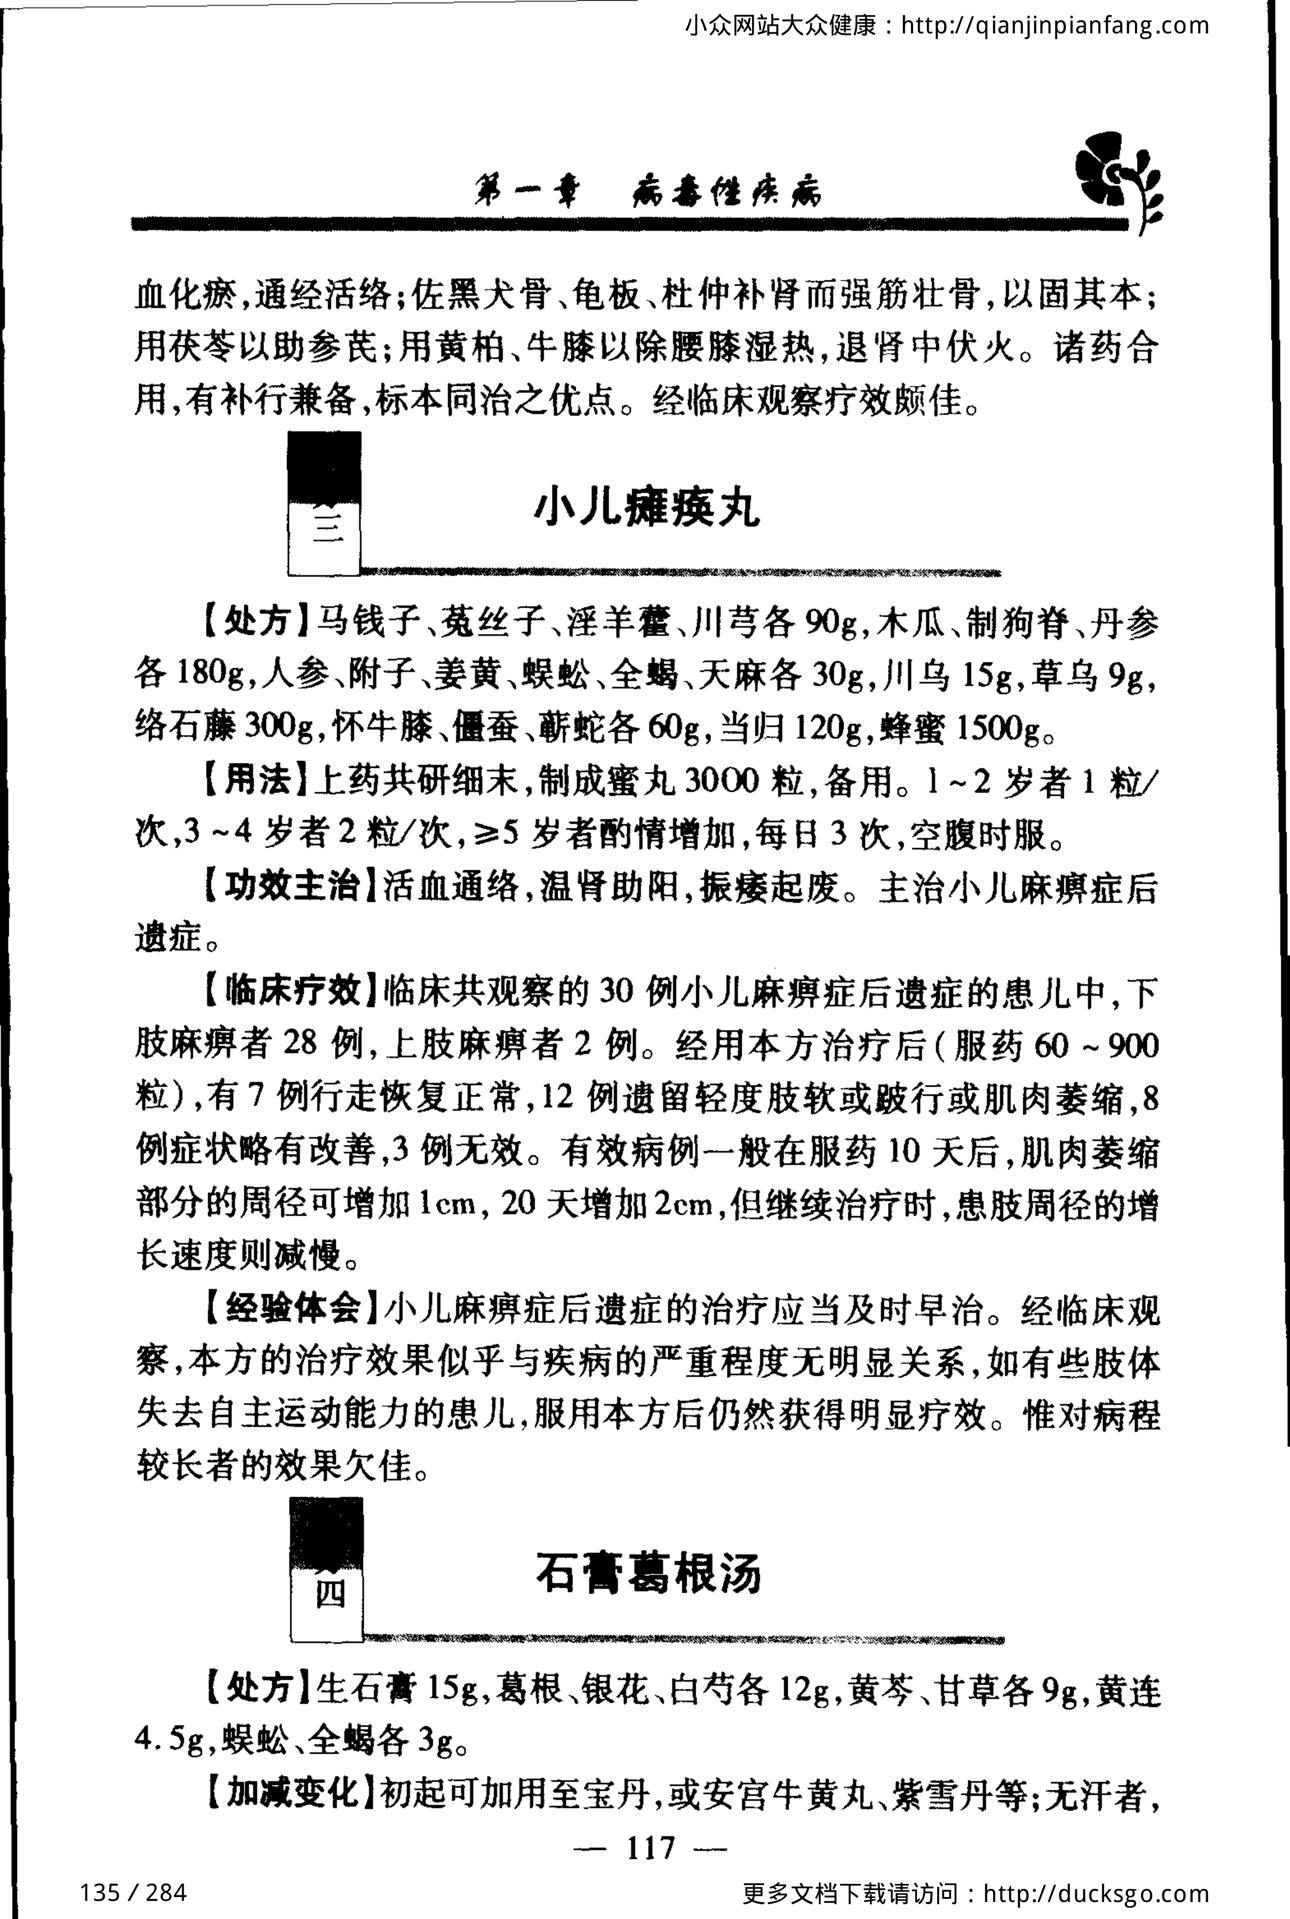 小众网站大众健康：http://qianjinpianfang.com
第一章 病毒性疾病
血化瘀,通经活络;佐黑犬骨、龟板、杜仲补肾而强筋壮骨,以固其本;
用茯苓以助参芪;用黄柏、牛膝以除腰膝湿热,退肾中伏火。诸药合
用,有补行兼备,标本同治之优点。经临床观察疗效颇佳。
三
小儿瘫痪丸
【处方】马钱子、菟丝子、淫羊藿、川芎各 90g,木瓜、制狗脊、丹参
各 180g,人参、附子、姜黄、蜈蚣、全蝎、天麻各 30g,川乌 15g,草乌 9g,
络石藤 300g,怀牛膝、僵蚕、蕲蛇各 60g,当归 120g,蜂蜜 1500g。
【用法】上药共研细末,制成蜜丸 3000 粒,备用。1～2 岁者 1 粒/
次,3～4 岁者 2 粒/次,≥5 岁者酌情增加,每日 3 次,空腹时服。
【功效主治】活血通络,温肾助阳,振痿起废。主治小儿麻痹症后
遗症。
【临床疗效】临床共观察的 30 例小儿麻痹症后遗症的患儿中,下
肢麻痹者 28 例,上肢麻痹者 2 例。经用本方治疗后(服药 60～900
粒),有 7 例行走恢复正常,12 例遗留轻度肢软或跛行或肌肉萎缩,8
例症状略有改善,3 例无效。有效病例一般在服药 10 天后,肌肉萎缩
部分的周径可增加 1cm, 20 天增加 2cm,但继续治疗时,患肢周径的增
长速度则减慢。
【经验体会】小儿麻痹症后遗症的治疗应当及时早治。经临床观
察,本方的治疗效果似乎与疾病的严重程度无明显关系,如有些肢体
失去自主运动能力的患儿,服用本方后仍然获得明显疗效。惟对病程
较长者的效果欠佳。
四
石膏葛根汤
【处方】生石膏 15g,葛根、银花、白芍各 12g,黄芩、甘草各 9g,黄连
4.5g,蜈蚣、全蝎各 3g。
【加减变化】初起可加用至宝丹,或安宫牛黄丸、紫雪丹等;无汗者,
— 117 —
135 / 284
更多文档下载请访问：http://ducksgo.com